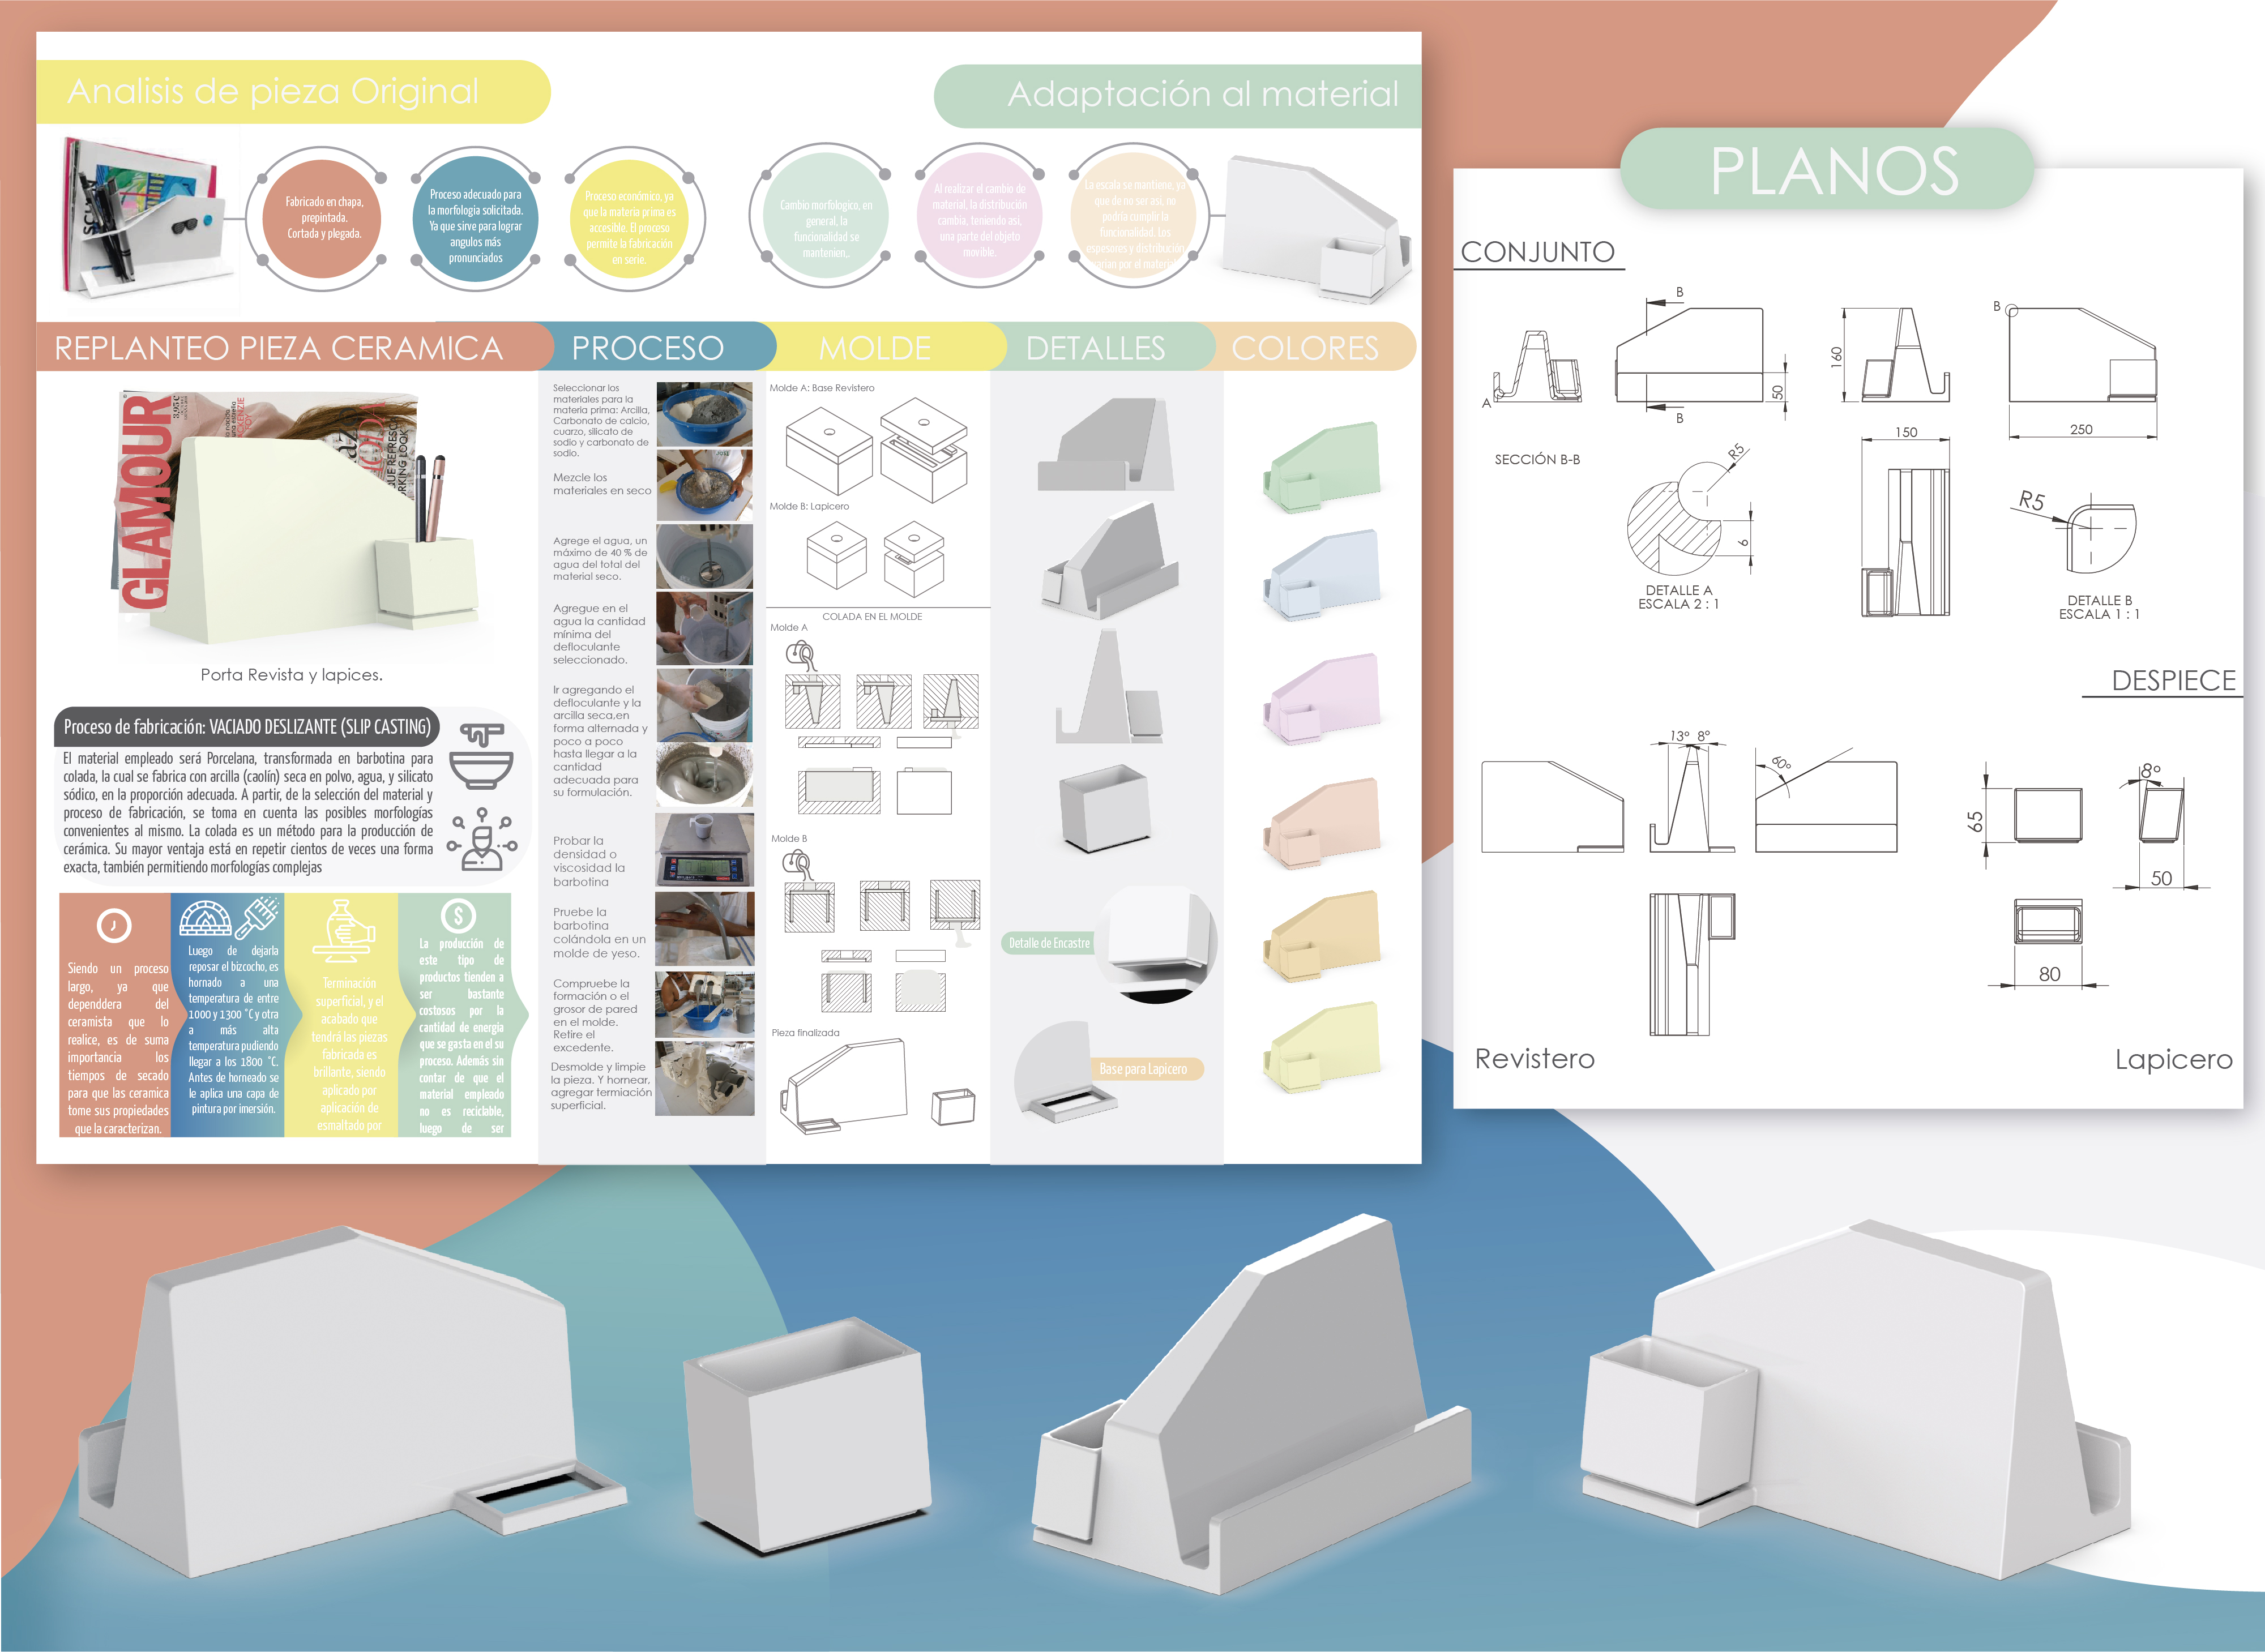 Analisis de pieza Original
Adaptación al material
Fabricado en chapa,
prepintada.
Cortada y plegada.
Proceso adecuado para
la morfología solicitada.
Ya que sirve para lograr
angulos más
pronunciados
Proceso económico, ya
que la materia prima es
accesible. El proceso
permite la fabricación
en serie.
Cambio morfologico, en
general, la
funcionalidad se
mantenien..
Al realizar el cambio de
material, la distribución
cambia, teniendo asi,
una parte del objeto
movible.
La escala se mantiene, ya
que de no ser asi, no
podría cumplir la
funcionalidad. Los
espesores y distribución
varian por el material
REPLANTEO PIEZA CERAMICA
PROCESO
MOLDE
DETALLES
COLORES
GLAMOUR
3,95€
WORKING LOOK
Porta Revista y lapices.
Proceso de fabricación: VACIADO DESLIZANTE (SLIP CASTING)
El material empleado será Porcelana, transformada en barbotina para
colada, la cual se fabrica con arcilla (caolín) seca en polvo, agua, y silicato
sódico, en la proporción adecuada. A partir, de la selección del material y
proceso de fabricación, se toma en cuenta las posibles morfologías
convenientes al mismo. La colada es un método para la producción de
cerámica. Su mayor ventaja está en repetir cientos de veces una forma
exacta, también permitiendo morfologías complejas
Siendo un proceso
largo, ya que
dependdera del
ceramista que lo
realice, es de suma
importancia los
tiempos de secado
para que las ceramica
tome sus propiedades
que la caracterizan.
Luego de dejarla
reposar el bizcocho, es
hornado a una
temperatura de entre
1000 y 1300 °C y otra
a más alta
temperatura pudiendo
llegar a los 1800 °C.
Antes de horneado se
le aplica una capa de
pintura por imersión.
Terminación
superficial, y el
acabado que
tendrá las piezas
fabricada es
brillante, siendo
aplicado por
aplicación de
esmaltado por
$
La producción de
este tipo de
productos tienden a
ser bastante
costosos por la
cantidad de energia
que se gasta en el su
proceso. Además sin
contar de que el
material empleado
no es reciclable,
luego de ser
Seleccionar los
materiales para la
materia prima: Arcilla,
Carbonato de calcio,
cuarzo, silicato de
sodio y carbonato de
sodio.
Mezcle los
materiales en seco
Agrege el agua, un
máximo de 40 % de
agua del total del
material seco.
Agregue en el
agua la cantidad
mínima del
defloculante
seleccionado.
Ir agregando el
defloculante y la
arcilla seca,en
forma alternada y
poco a poco
hasta llegar a la
cantidad
adecuada para
su formulación.
Probar la
densidad o
viscosidad la
barbotina
Pruebe la
barbotina
colándola en un
molde de yeso.
Compruebe la
formación o el
grosor de pared
en el molde.
Retire el
excedente.
Desmolde y limpie
la pieza. Y hornear,
agregar termiación
superficial.
Molde A: Base Revistero
Molde B: Lapicero
COLADA EN EL MOLDE
Molde A
Molde B
Pieza finalizada
Detalle de Encastre
Base para Lapicero
PLANOS
CONJUNTO
B
B
A
50
160
B
250
150
SECCIÓN B-B
R5
6
DETALLE A
ESCALA 2 : 1
R5
DETALLE B
ESCALA 1 : 1
DESPIECE
13° 8°
60°
65
8°
50
80
Revistero
Lapicero